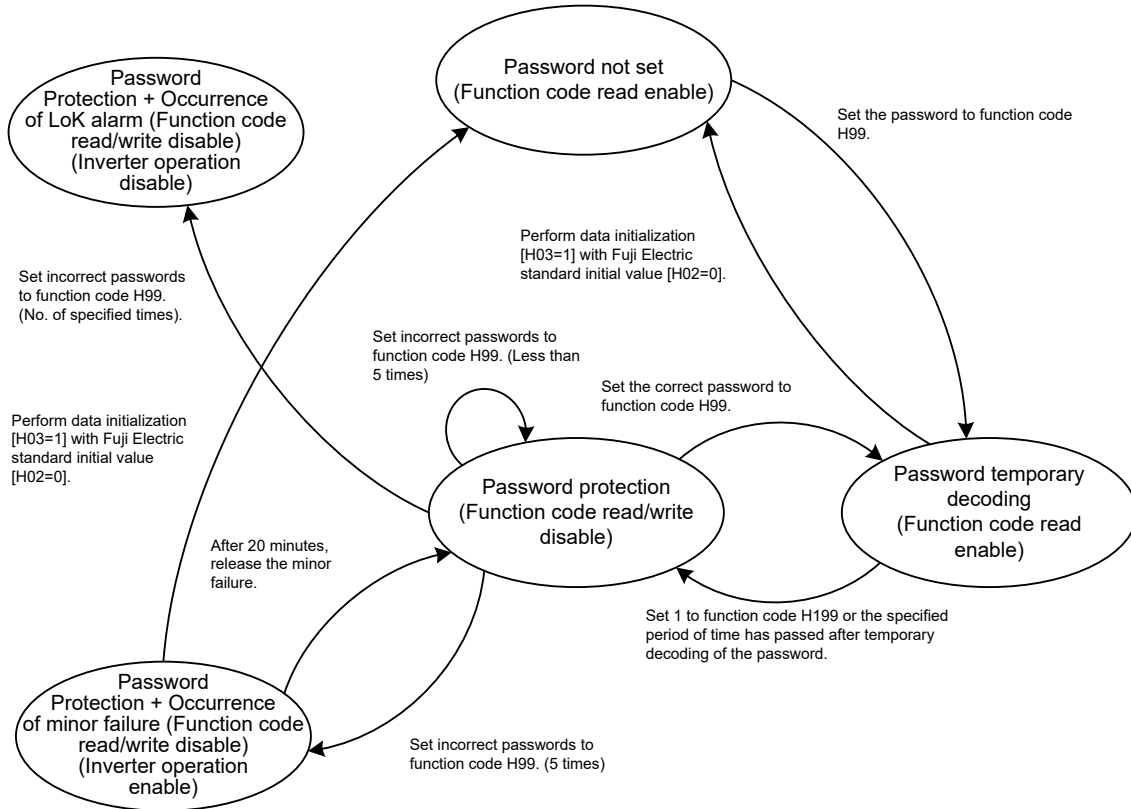 Password not set
(Function code read enable)
Password
Protection + Occurrence
of LoK alarm (Function code
read/write disable)
(Inverter operation
disable)
Set the password to function code
H99.
Perform data initialization
[H03=1] with Fuji Electric
standard initial value [H02=0].
Set incorrect passwords
to function code H99.
(No. of specified times).
Set incorrect passwords to
function code H99. (Less than
5 times)
Set the correct password to
function code H99.
Perform data initialization
[H03=1] with Fuji Electric
standard initial value
[H02=0].
Password protection
(Function code read/write
disable)
Password temporary
decoding
(Function code read
enable)
After 20 minutes,
release the minor
failure.
Set 1 to function code H199 or the specified
period of time has passed after temporary
decoding of the password.
Password
Protection + Occurrence
of minor failure (Function code
read/write disable)
(Inverter operation
enable)
Set incorrect passwords to
function code H99. (5 times)